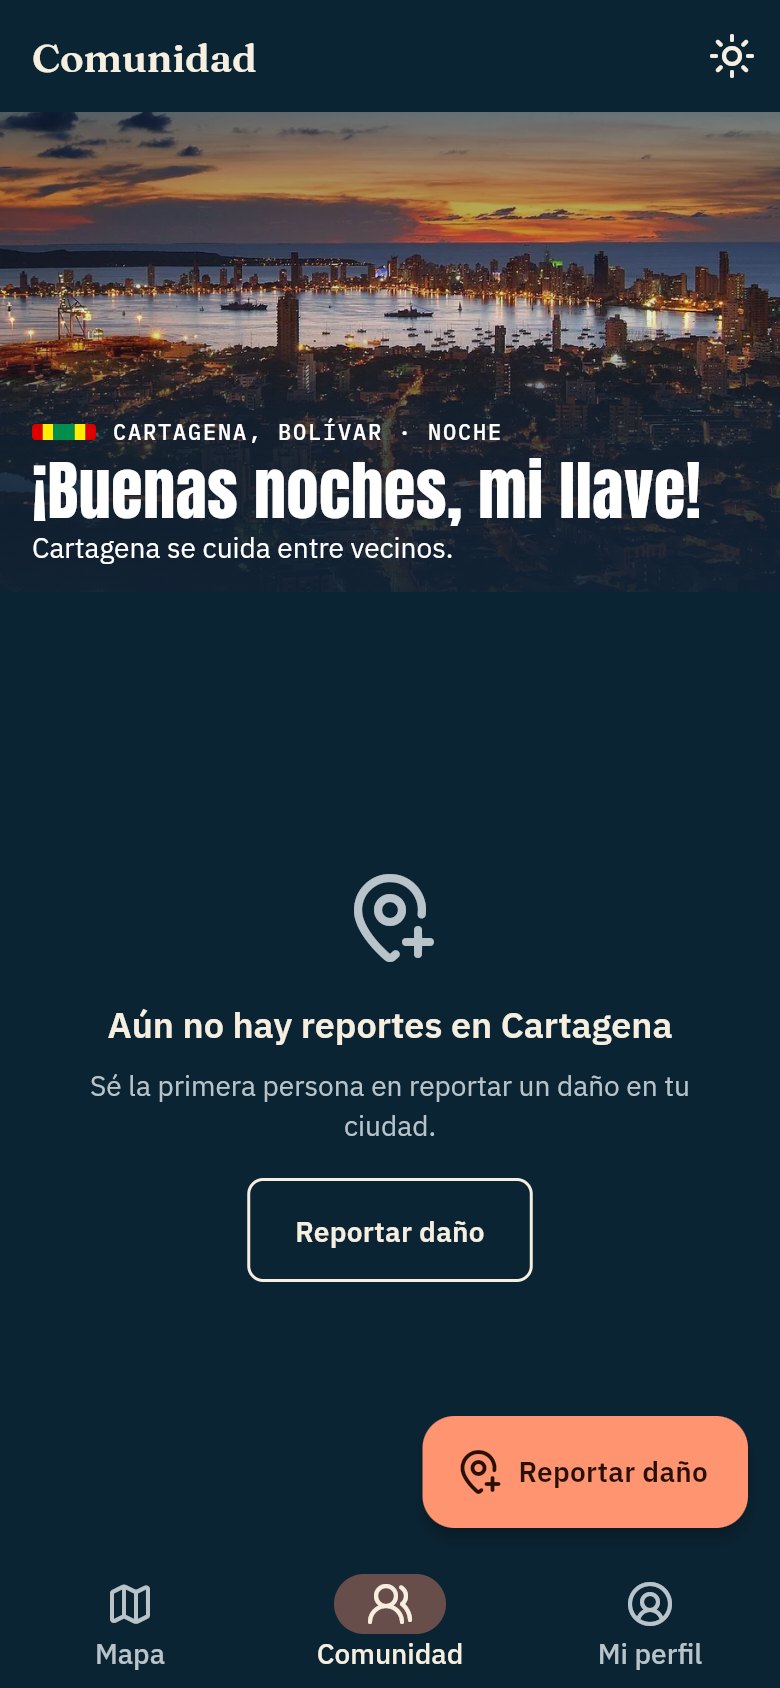 Comunidad
CARTAGENA, BOLÍVAR · NOCHE
¡Buenas noches, mi llave!
Cartagena se cuida entre vecinos.
Aún no hay reportes en Cartagena
Sé la primera persona en reportar un daño en tu
ciudad.
Reportar daño
Reportar daño
Mapa
Comunidad
Mi perfil